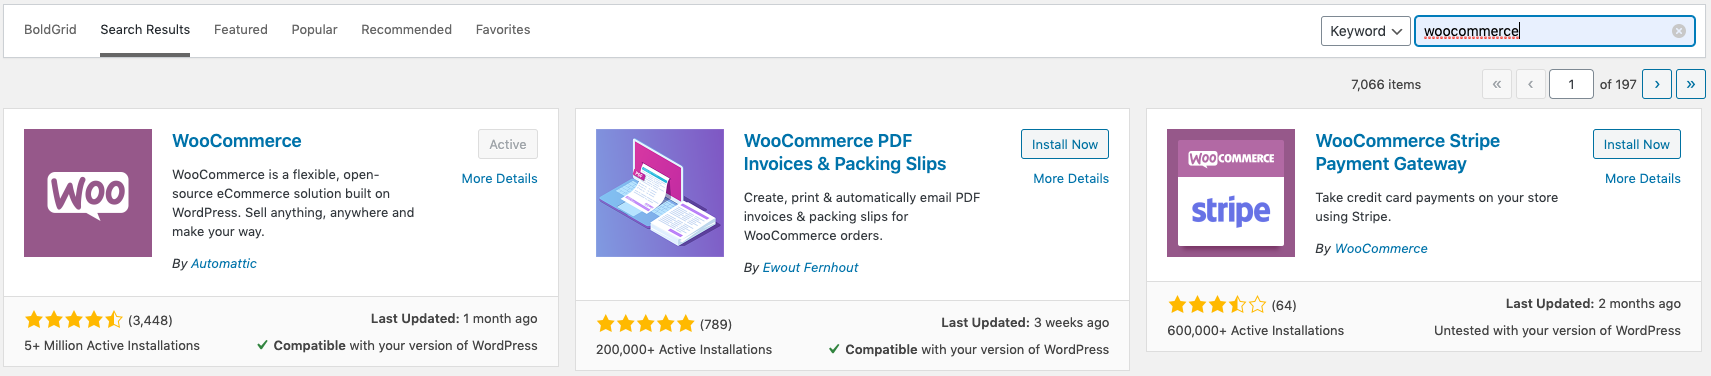 BoldGrid Search Results Featured Popular Recommended Favorites Keyword woocommerce
7,066 items « ‹ 1 of 197 › »
WOO
WooCommerce
Active
More Details
WooCommerce is a flexible, open-
source eCommerce solution built on
WordPress. Sell anything, anywhere and
make your way.
By Automattic
(3,448)
Last Updated: 1 month ago
5+ Million Active Installations
Compatible with your version of WordPress
PDF
WooCommerce PDF
Invoices & Packing Slips
Install Now
More Details
Create, print & automatically email PDF
invoices & packing slips for
WooCommerce orders.
By Ewout Fernhout
(789)
Last Updated: 3 weeks ago
200,000+ Active Installations
Compatible with your version of WordPress
WOO COMMERCE
stripe
WooCommerce Stripe
Payment Gateway
Install Now
More Details
Take credit card payments on your store
using Stripe.
By WooCommerce
(64)
Last Updated: 2 months ago
600,000+ Active Installations
Untested with your version of WordPress